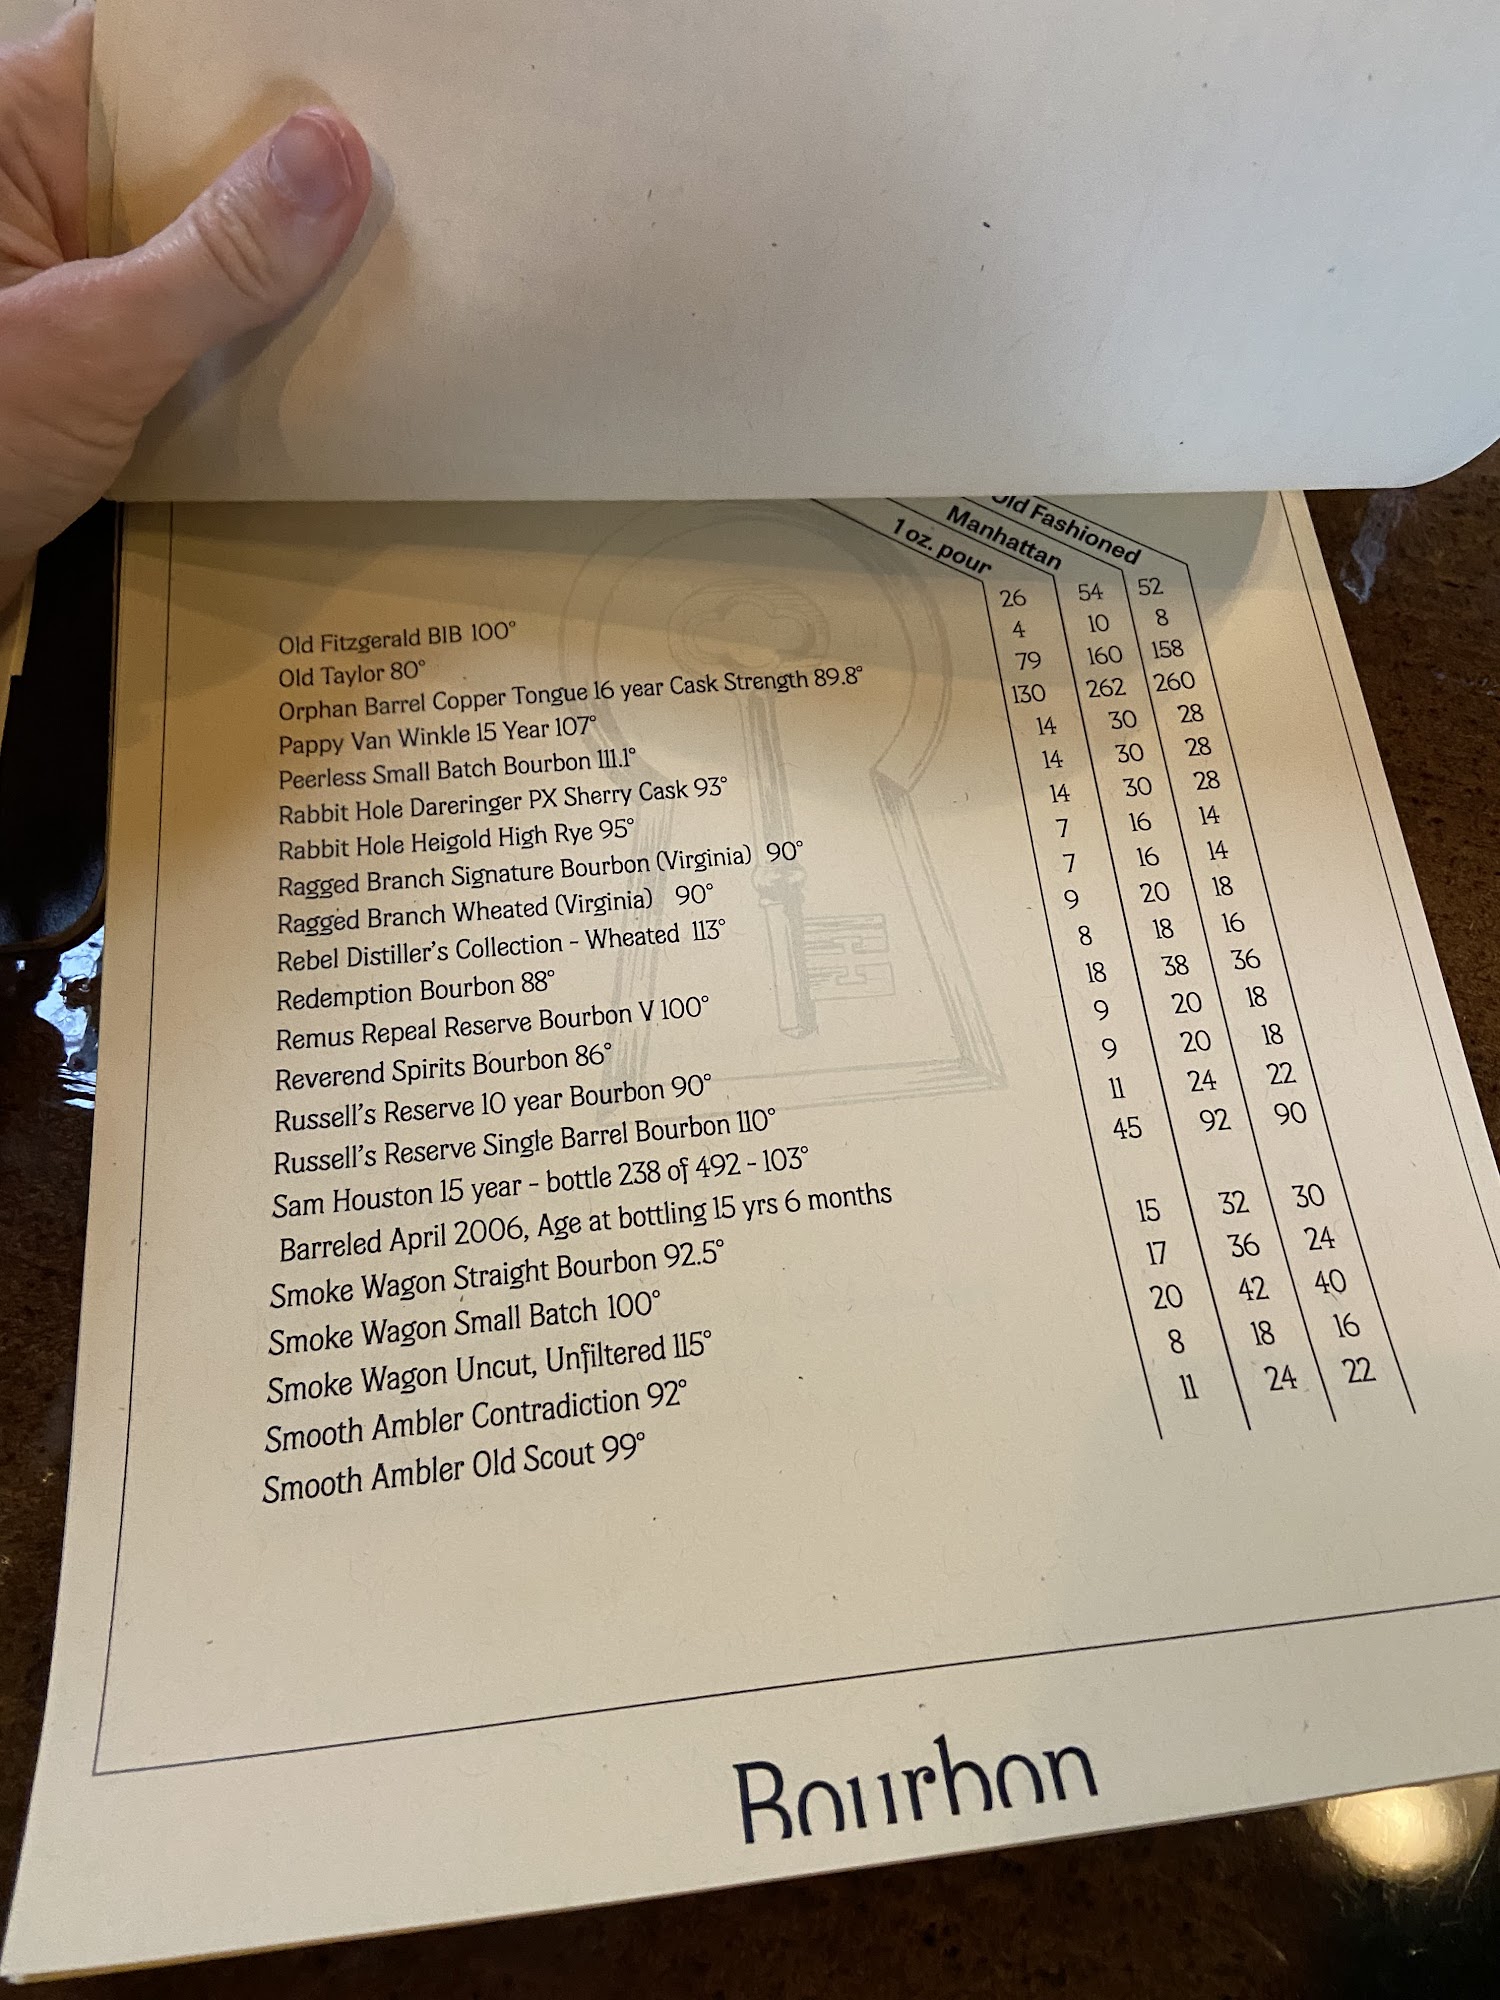 1 oz. pour Manhattan Old Fashioned
Old Fitzgerald BIB 100° 26 54 52
Old Taylor 80° 4 10 8
Orphan Barrel Copper Tongue 16 year Cask Strength 89.8° 79 160 158
Pappy Van Winkle 15 Year 107° 130 262 260
Peerless Small Batch Bourbon 111.1° 14 30 28
Rabbit Hole Dareringer PX Sherry Cask 93° 14 30 28
Rabbit Hole Heigold High Rye 95° 14 30 28
Ragged Branch Signature Bourbon (Virginia) 90° 7 16 14
Ragged Branch Wheated (Virginia) 90° 7 16 14
Rebel Distiller's Collection - Wheated 113° 9 20 18
Redemption Bourbon 88° 8 18 16
Remus Repeal Reserve Bourbon V 100° 18 38 36
Reverend Spirits Bourbon 86° 9 20 18
Russell's Reserve 10 year Bourbon 90° 9 20 18
Russell's Reserve Single Barrel Bourbon 110° 11 24 22
Sam Houston 15 year - bottle 238 of 492 - 103° 45 92 90
Barreled April 2006, Age at bottling 15 yrs 6 months
Smoke Wagon Straight Bourbon 92.5° 15 32 30
Smoke Wagon Small Batch 100° 17 36 24
Smoke Wagon Uncut, Unfiltered 115° 20 42 40
Smooth Ambler Contradiction 92° 8 18 16
Smooth Ambler Old Scout 99° 11 24 22
Bourbon